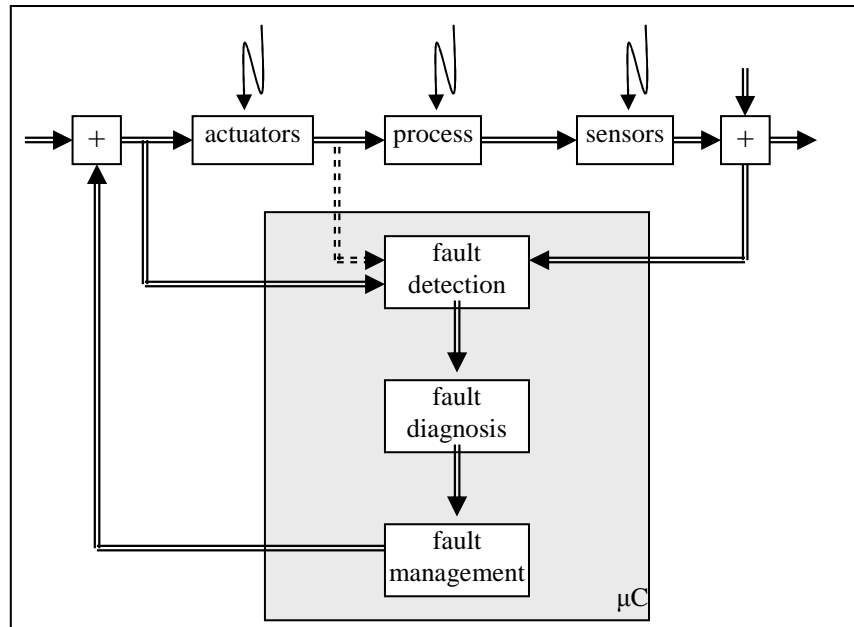 +
actuators
process
sensors
+
fault
detection
fault
diagnosis
fault
management
μC